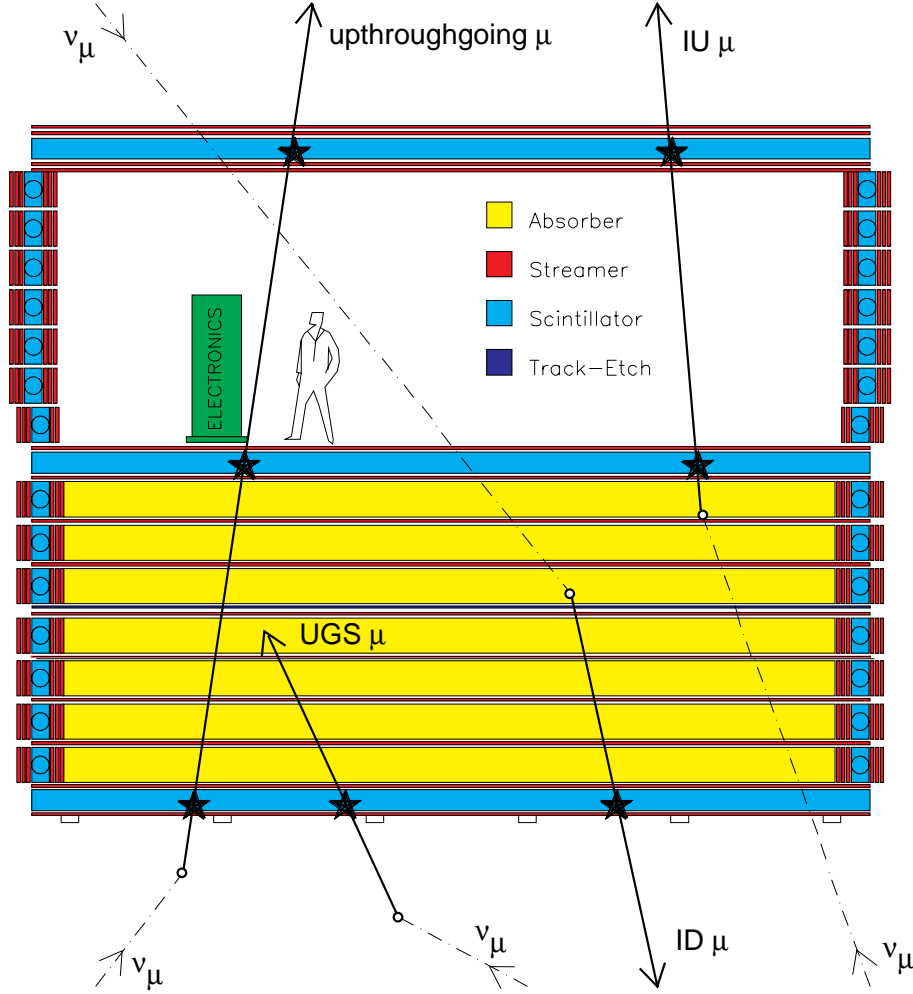 ν_μ
upthroughgoing μ
IU μ
Absorber
Streamer
Scintillator
Track-Etch
ELECTRONICS
UGS μ
ν_μ
ν_μ
ID μ
ν_μ